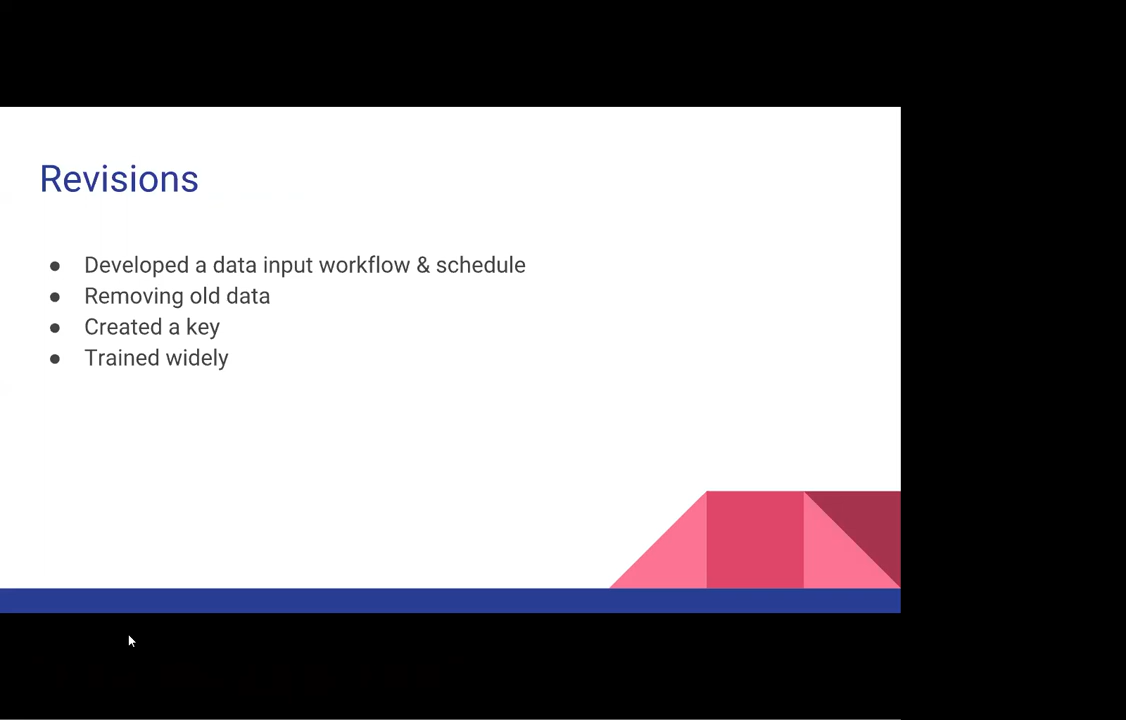 Revisions
● Developed a data input workflow & schedule
● Removing old data
● Created a key
● Trained widely